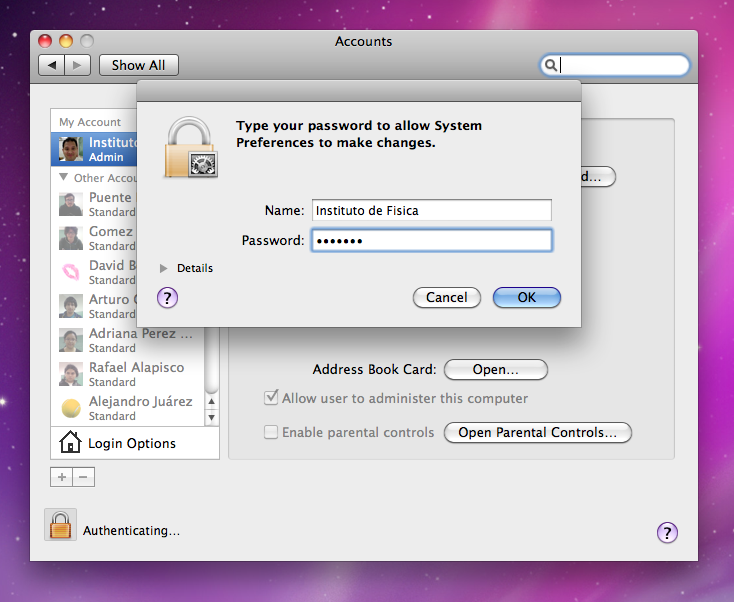 Accounts
Show All
My Account
Admin
Other
Type your password to allow System
Preferences to make changes.
Name: Instituto de Fisica
Password: •••••••
Details
?
Cancel
OK
Puente
Standard
Gomez
Standard
David
Standard
Arturo
Standard
Adriana Perez ...
Standard
Rafael Alapisco
Standard
Alejandro Juárez
Standard
Login Options
+ −
d...
Address Book Card: Open...
Allow user to administer this computer
Enable parental controls Open Parental Controls...
Authenticating...
?